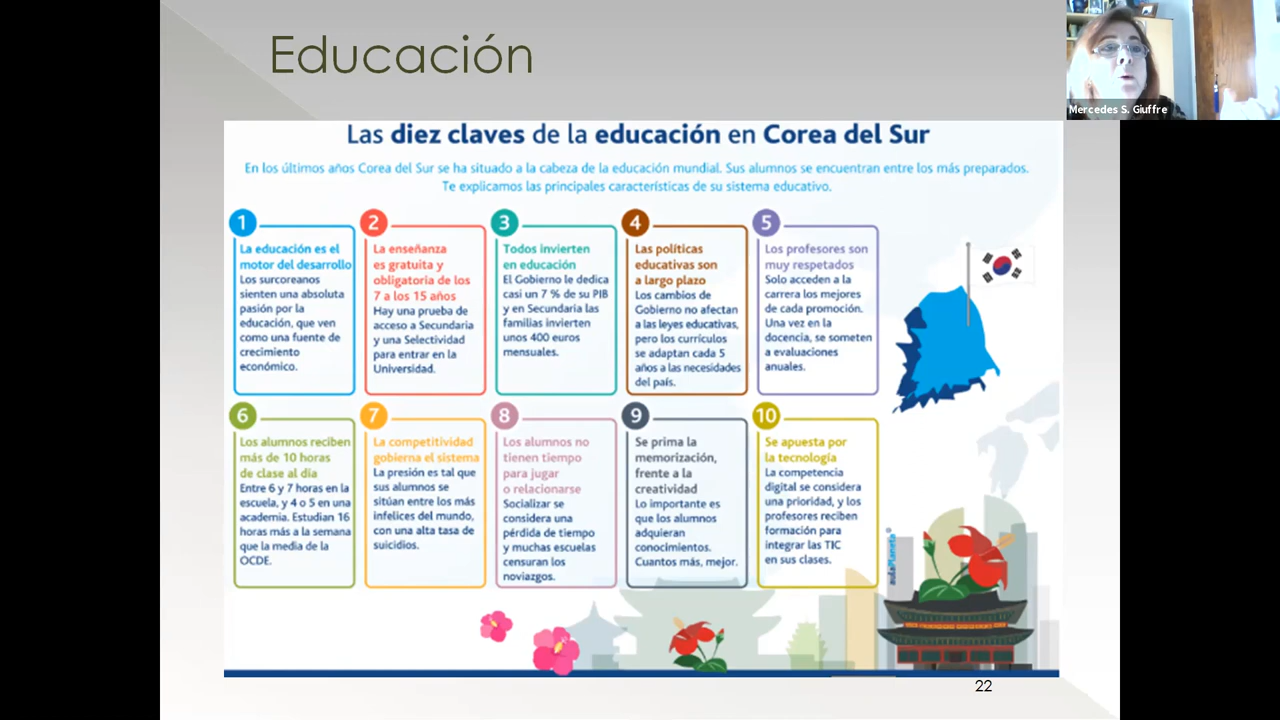 Educación
Mercedes S. Giuffre
Las diez claves de la educación en Corea del Sur
En los últimos años Corea del Sur se ha situado a la cabeza de la educación mundial. Sus alumnos se encuentran entre los más preparados.
Te explicamos las principales características de su sistema educativo.
1
La educación es el
motor del desarrollo
Los surcoreanos
sienten una absoluta
pasión por la
educación, que ven
como una fuente de
crecimiento
económico.
2
La enseñanza
es gratuita y
obligatoria de los
7 a los 15 años
Hay una prueba de
acceso a Secundaria
y una Selectividad
para entrar en la
Universidad.
3
Todos invierten
en educación
El Gobierno le dedica
casi un 7 % de su PIB
y en Secundaria las
familias invierten
unos 400 euros
mensuales.
4
Las políticas
educativas son
a largo plazo
Los cambios de
Gobierno no afectan
a las leyes educativas,
pero los currículos
se adaptan cada 5
años a las necesidades
del país.
5
Los profesores son
muy respetados
Solo acceden a la
carrera los mejores
de cada promoción.
Una vez en la
docencia, se someten
a evaluaciones
anuales.
6
Los alumnos reciben
más de 10 horas
de clase al día
Entre 6 y 7 horas en la
escuela, y 4 o 5 en una
academia. Estudian 16
horas más a la semana
que la media de la
OCDE.
7
La competitividad
gobierna el sistema
La presión es tal que
sus alumnos se
sitúan entre los más
infelices del mundo,
con una alta tasa de
suicidios.
8
Los alumnos no
tienen tiempo
para jugar
o relacionarse
Socializar se
considera una
pérdida de tiempo
y muchas escuelas
censuran los
noviazgos.
9
Se prima la
memorización,
frente a la
creatividad
Lo importante es
que los alumnos
adquieran
conocimientos.
Cuantos más, mejor.
10
Se apuesta por
la tecnología
La competencia
digital se considera
una prioridad, y los
profesores reciben
formación para
integrar las TIC
en sus clases.
aulaPlaneta
22